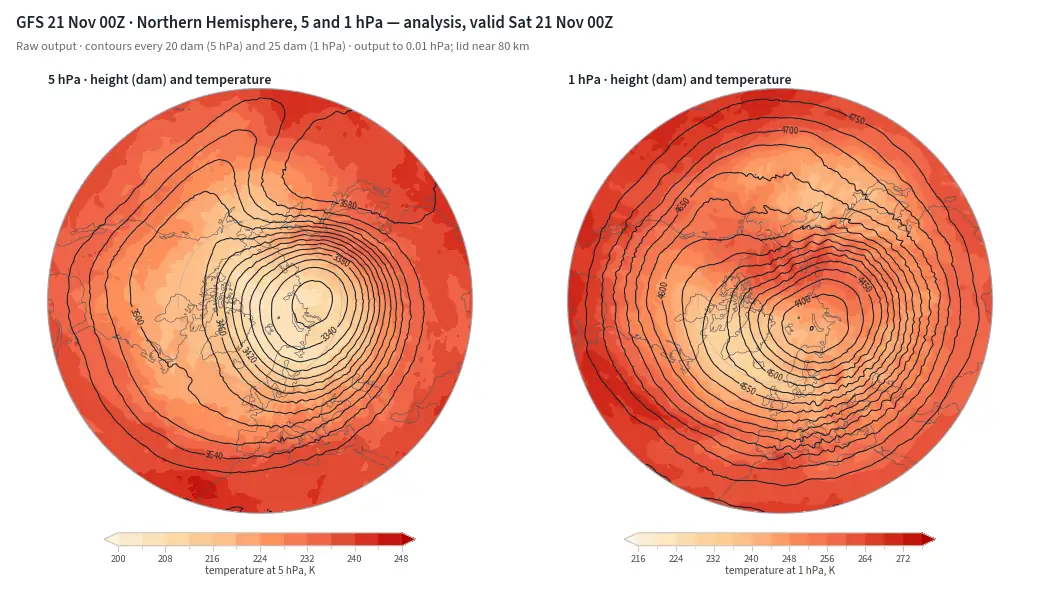 GFS 21 Nov 00Z · Northern Hemisphere, 5 and 1 hPa — analysis, valid Sat 21 Nov 00Z
Raw output · contours every 20 dam (5 hPa) and 25 dam (1 hPa) · output to 0.01 hPa; lid near 80 km
5 hPa · height (dam) and temperature
1 hPa · height (dam) and temperature
3580
3380
3500
3460
3420
3340
3540
4750
4700
4650
4600
4450
4400
4500
4550
200 208 216 224 232 240 248
temperature at 5 hPa, K
216 224 232 240 248 256 264 272
temperature at 1 hPa, K